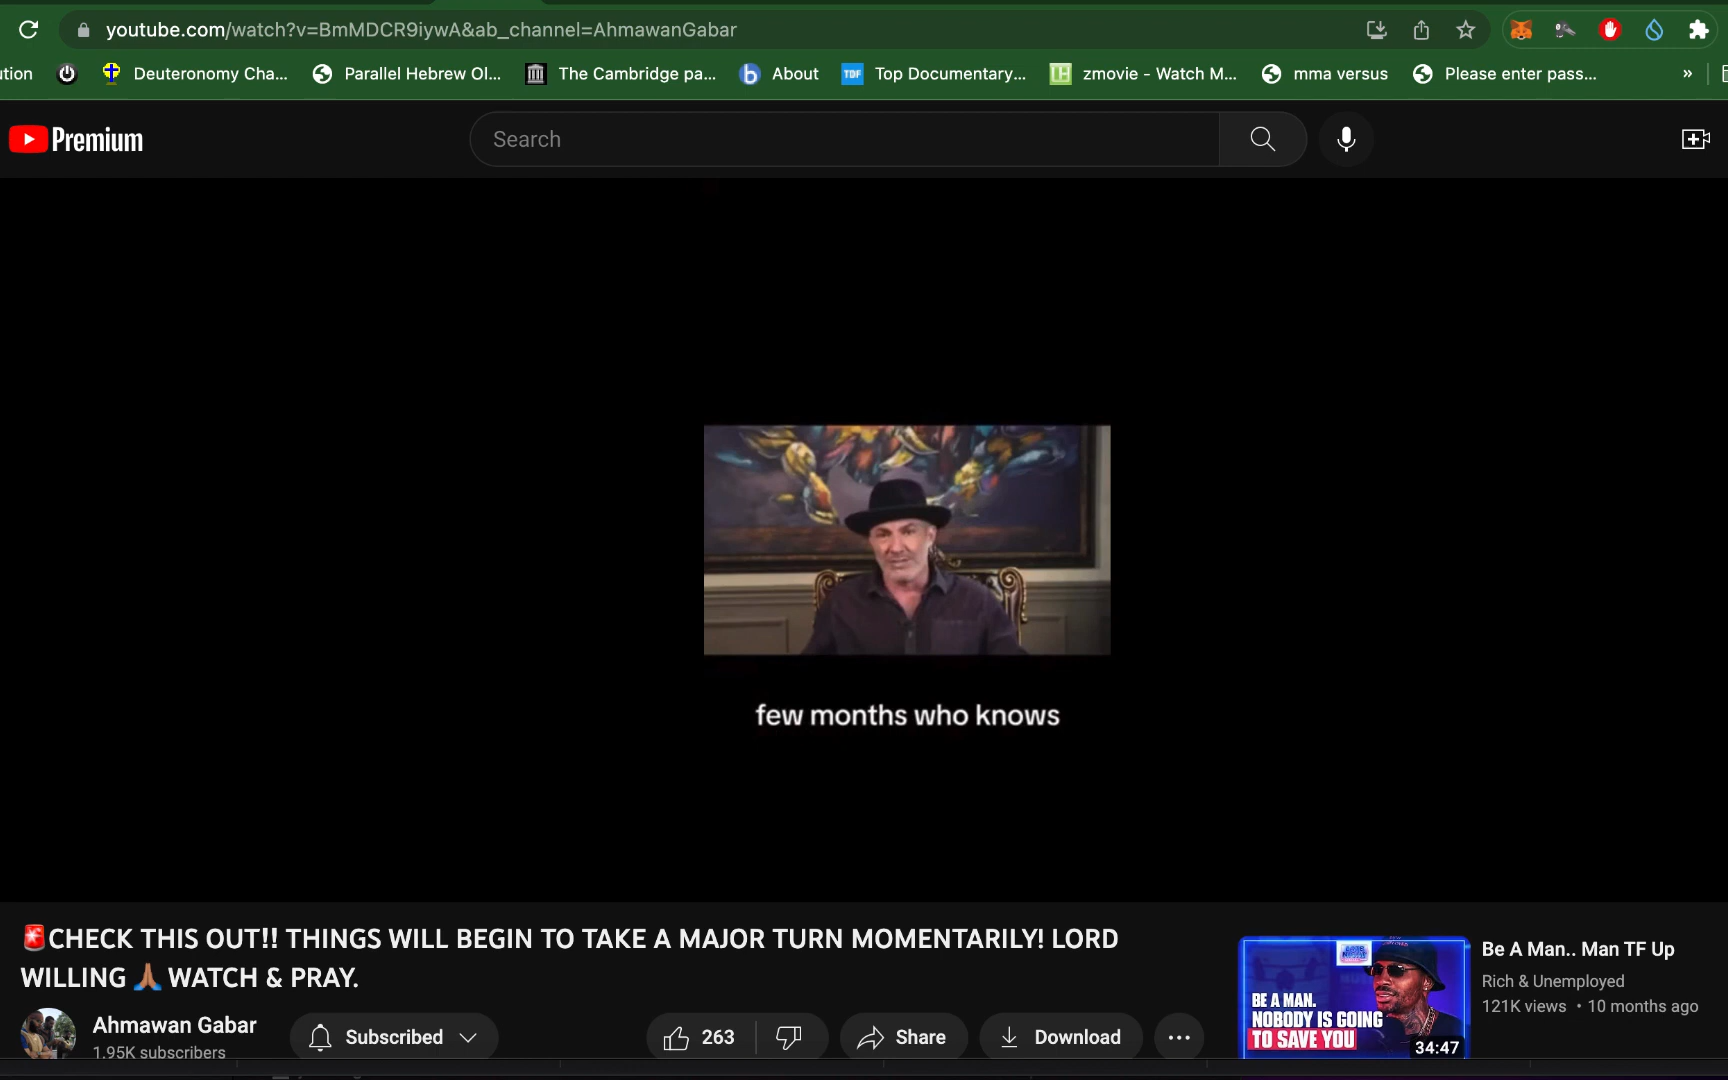 youtube.com/watch?v=BmMDCR9iywA&ab_channel=AhmawanGabar
ution Deuteronomy Cha... Parallel Hebrew Ol... The Cambridge pa... b About TDF Top Documentary... zmovie - Watch M... mma versus Please enter pass... »
Premium
Search
few months who knows
🚨CHECK THIS OUT!! THINGS WILL BEGIN TO TAKE A MAJOR TURN MOMENTARILY! LORD
WILLING 🙏🏾 WATCH & PRAY.
Ahmawan Gabar
1.95K subscribers
Subscribed
263
Share
Download
BE A MAN.
NOBODY IS GOING
TO SAVE YOU
34:47
Be A Man.. Man TF Up
Rich & Unemployed
121K views • 10 months ago